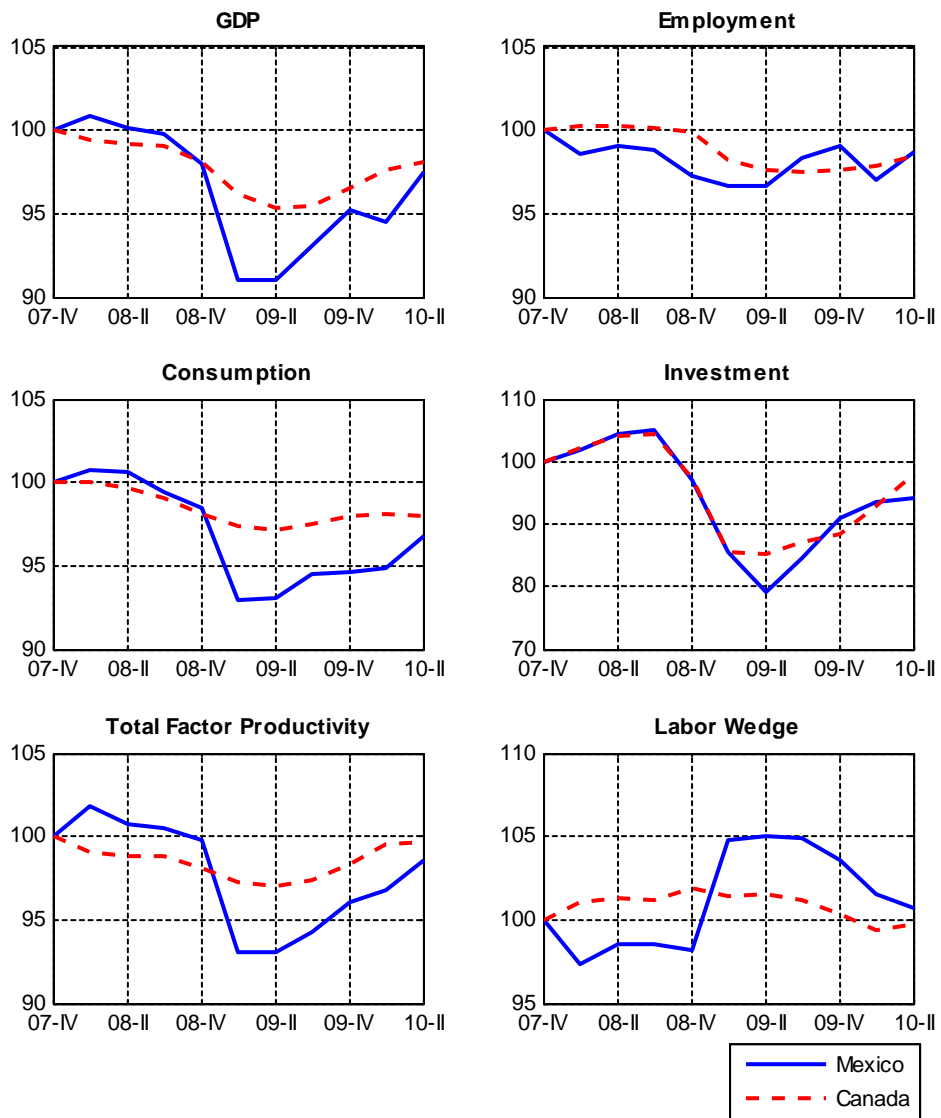 GDP
105
100
95
90
07-IV 08-II 08-IV 09-II 09-IV 10-II
Employment
105
100
95
90
07-IV 08-II 08-IV 09-II 09-IV 10-II
Consumption
105
100
95
90
07-IV 08-II 08-IV 09-II 09-IV 10-II
Investment
110
100
90
80
70
07-IV 08-II 08-IV 09-II 09-IV 10-II
Total Factor Productivity
105
100
95
90
07-IV 08-II 08-IV 09-II 09-IV 10-II
Labor Wedge
110
105
100
95
07-IV 08-II 08-IV 09-II 09-IV 10-II
Mexico
Canada